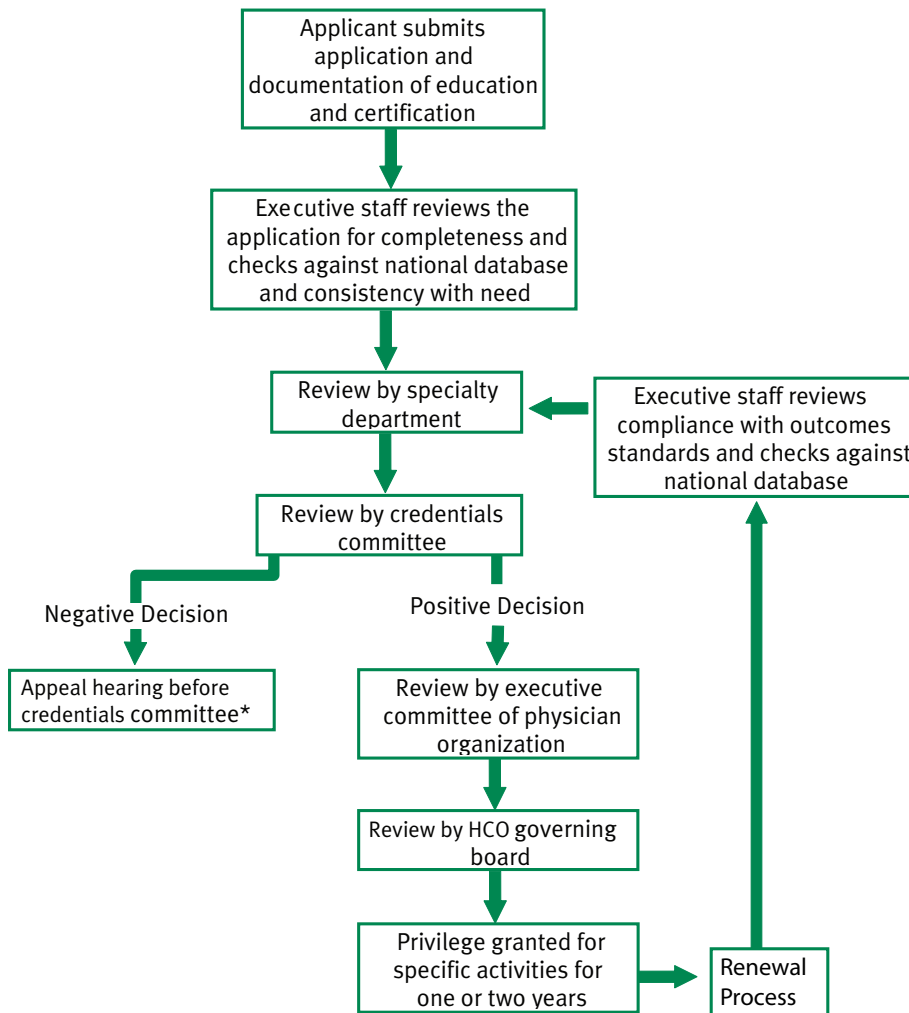 Applicant submits
application and
documentation of education
and certification
Executive staff reviews the
application for completeness and
checks against national database
and consistency with need
Review by specialty
department
Executive staff reviews
compliance with outcomes
standards and checks against
national database
Review by credentials
committee
Negative Decision
Positive Decision
Appeal hearing before
credentials committee*
Review by executive
committee of physician
organization
Review by HCO governing
board
Privilege granted for
specific activities for
one or two years
Renewal
Process